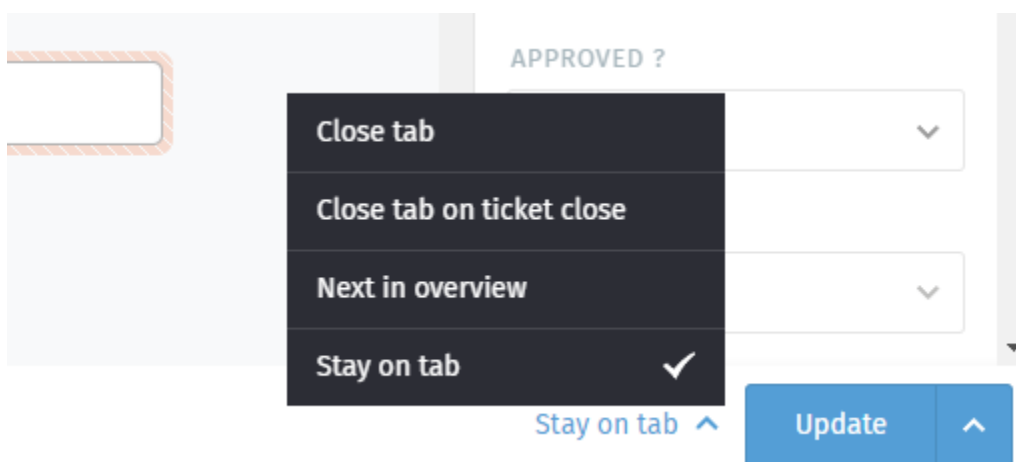 APPROVED ?
Close tab
Close tab on ticket close
Next in overview
Stay on tab
Stay on tab
Update